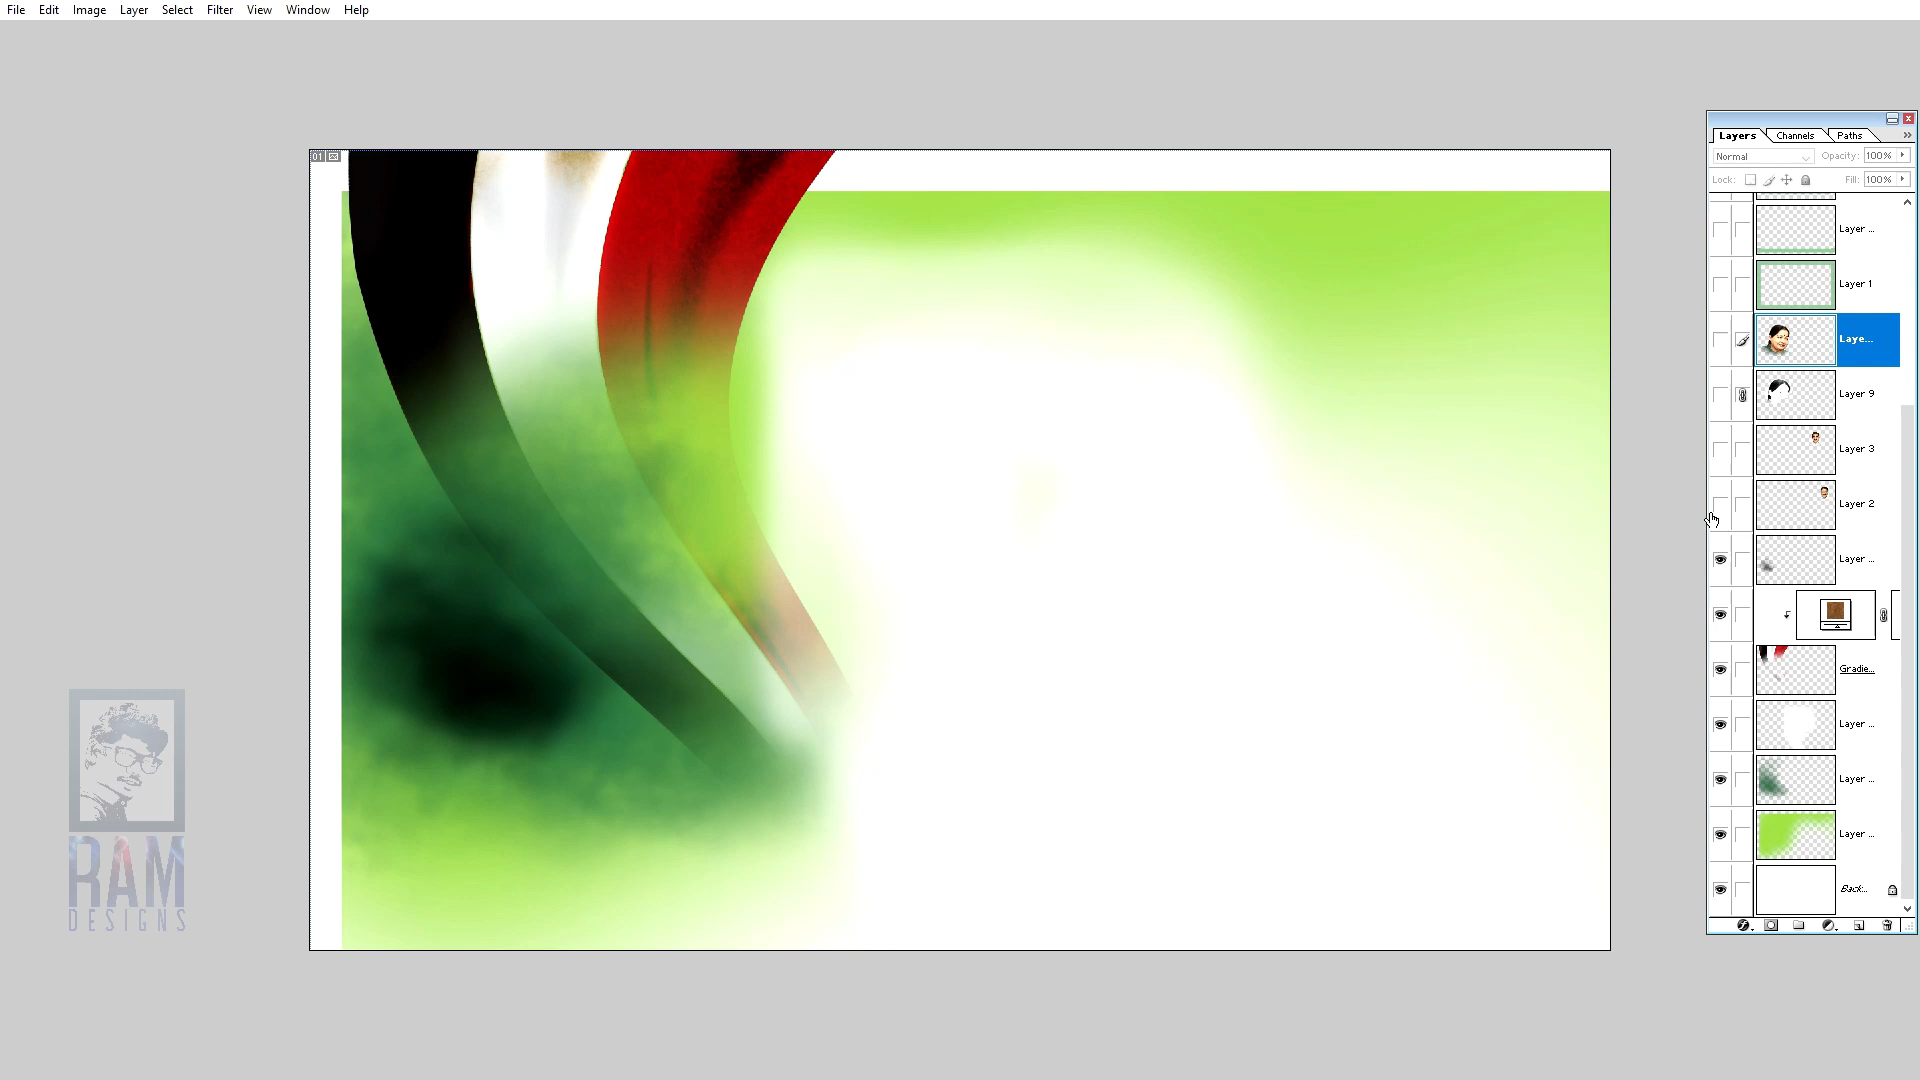 File Edit Image Layer Select Filter View Window Help
01
Layers Channels Paths
Normal Opacity: 100%
Lock: Fill: 100%
Layer ...
Layer 1
Laye...
Layer 9
Layer 3
Layer 2
Layer ...
Gradie...
Layer ...
Layer ...
Layer ...
Back...
RAM
DESIGNS